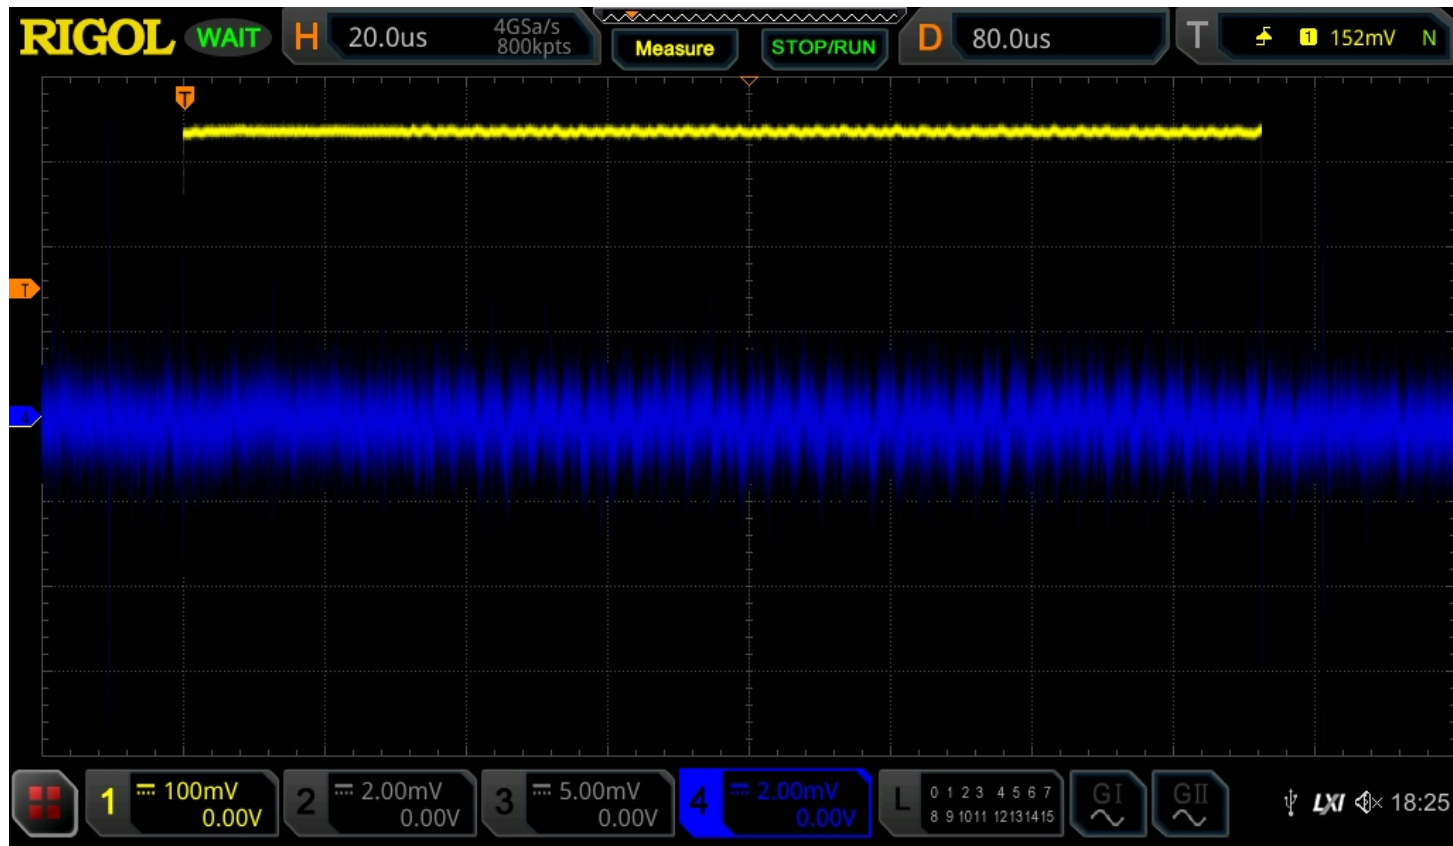 RIGOL WAIT H 20.0us 4GSa/s 800kpts Measure STOP/RUN D 80.0us T 1 152mV N
T
T
4
1 100mV 0.00V 2 2.00mV 0.00V 3 5.00mV 0.00V 4 2.00mV 0.00V L 0 1 2 3 4 5 6 7 GI GII LXI 18:25
8 9 10 11 12 13 14 15